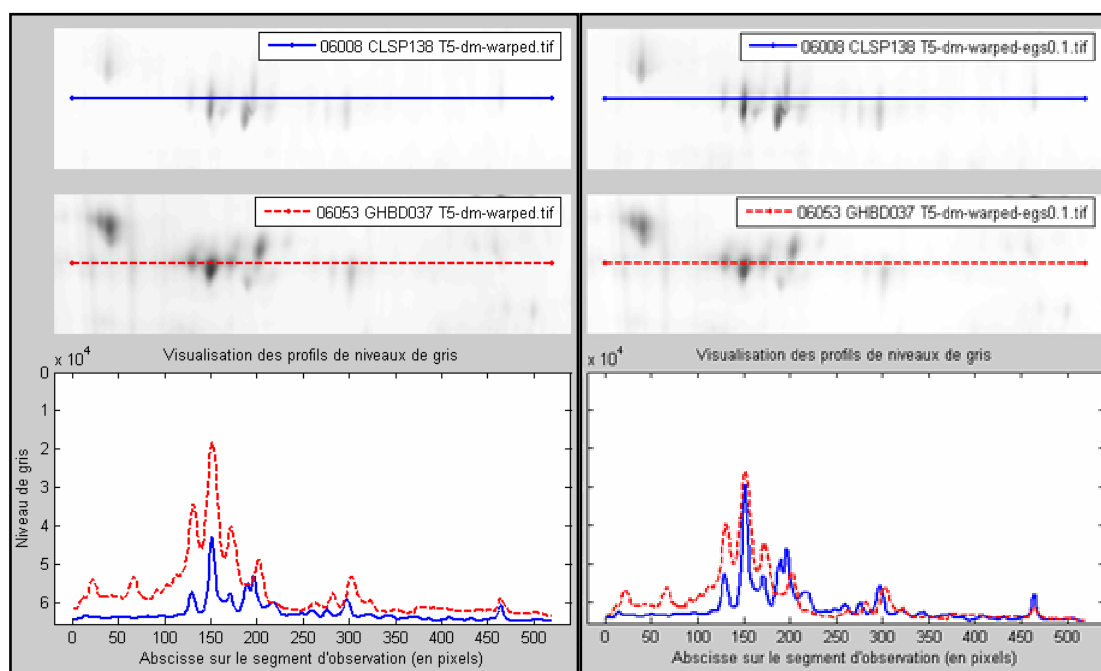 06008 CLSP138 T5-dm-warped.tif
06053 GHBD037 T5-dm-warped.tif
x 10^4
Visualisation des profils de niveaux de gris
0
1
2
3
4
5
6
Niveau de gris
0 50 100 150 200 250 300 350 400 450 500
Abscisse sur le segment d'observation (en pixels)
06008 CLSP138 T5-dm-warped-egs0.1.tif
06053 GHBD037 T5-dm-warped-egs0.1.tif
x 10^4
Visualisation des profils de niveaux de gris
0 50 100 150 200 250 300 350 400 450 500
Abscisse sur le segment d'observation (en pixels)